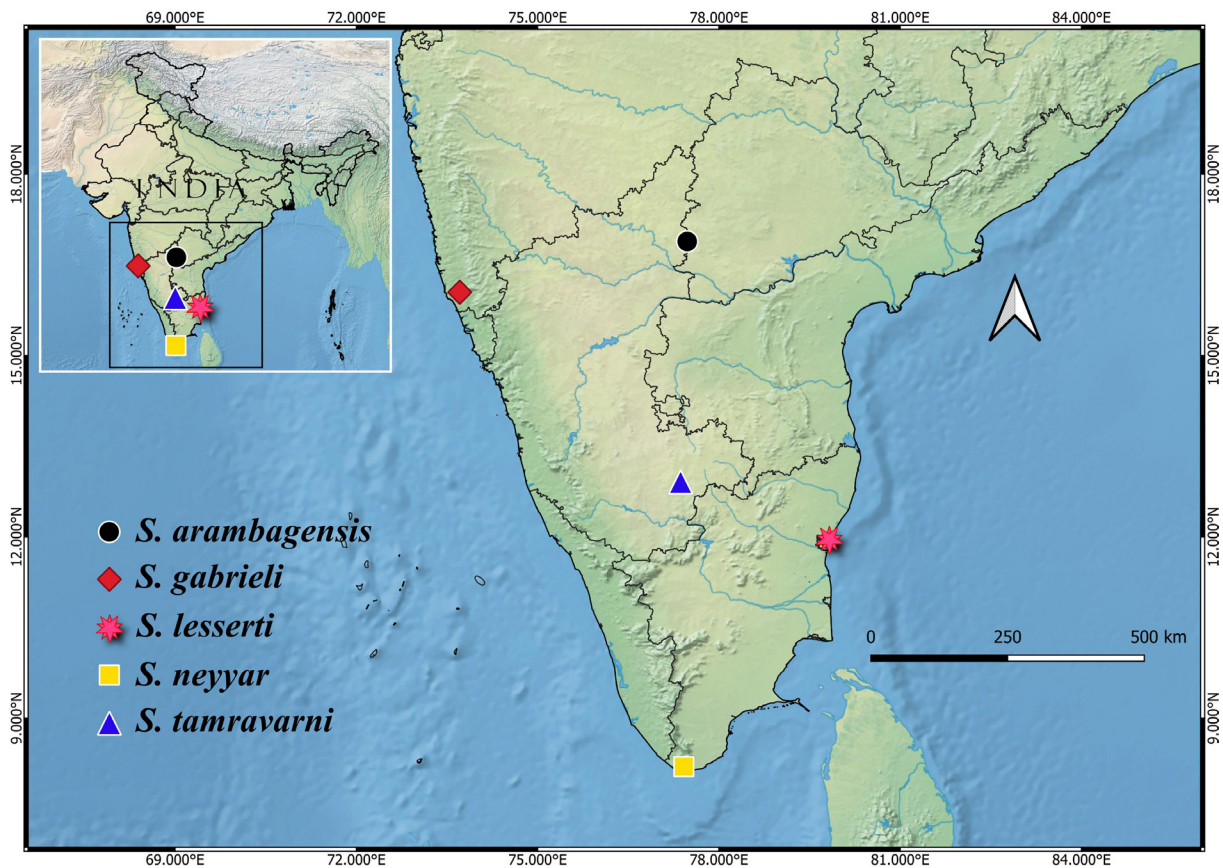 69.000°E 72.000°E 75.000°E 78.000°E 81.000°E 84.000°E
INDIA
18.000°N 18.000°N
15.000°N 15.000°N
12.000°N 12.000°N
9.000°N 9.000°N
S. arambagensis
S. gabrieli
S. lesserti
S. neyyar
S. tamravarni
0 250 500 km
69.000°E 72.000°E 75.000°E 78.000°E 81.000°E 84.000°E